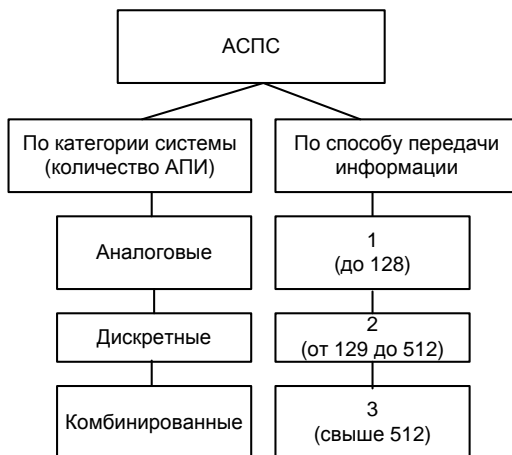 АСПС
По категории системы
(количество АПИ)
По способу передачи
информации
Аналоговые
1
(до 128)
Дискретные
2
(от 129 до 512)
Комбинированные
3
(свыше 512)